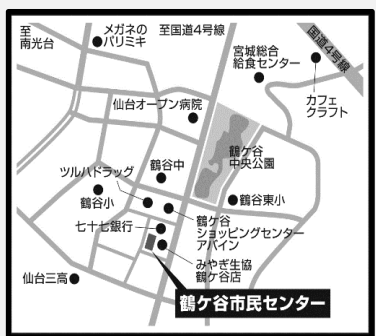 至
南光台
メガネの
パリミキ
至国道4号線
国道4号線
宮城総合
給食センター
カフェ
クラフト
仙台オープン病院
鶴ケ谷
中央公園
鶴谷中
ツルハドラッグ
鶴谷小
鶴谷東小
鶴ケ谷
ショッピングセンター
アバイン
七十七銀行
みやぎ生協
鶴ケ谷店
仙台三高
鶴ケ谷市民センター